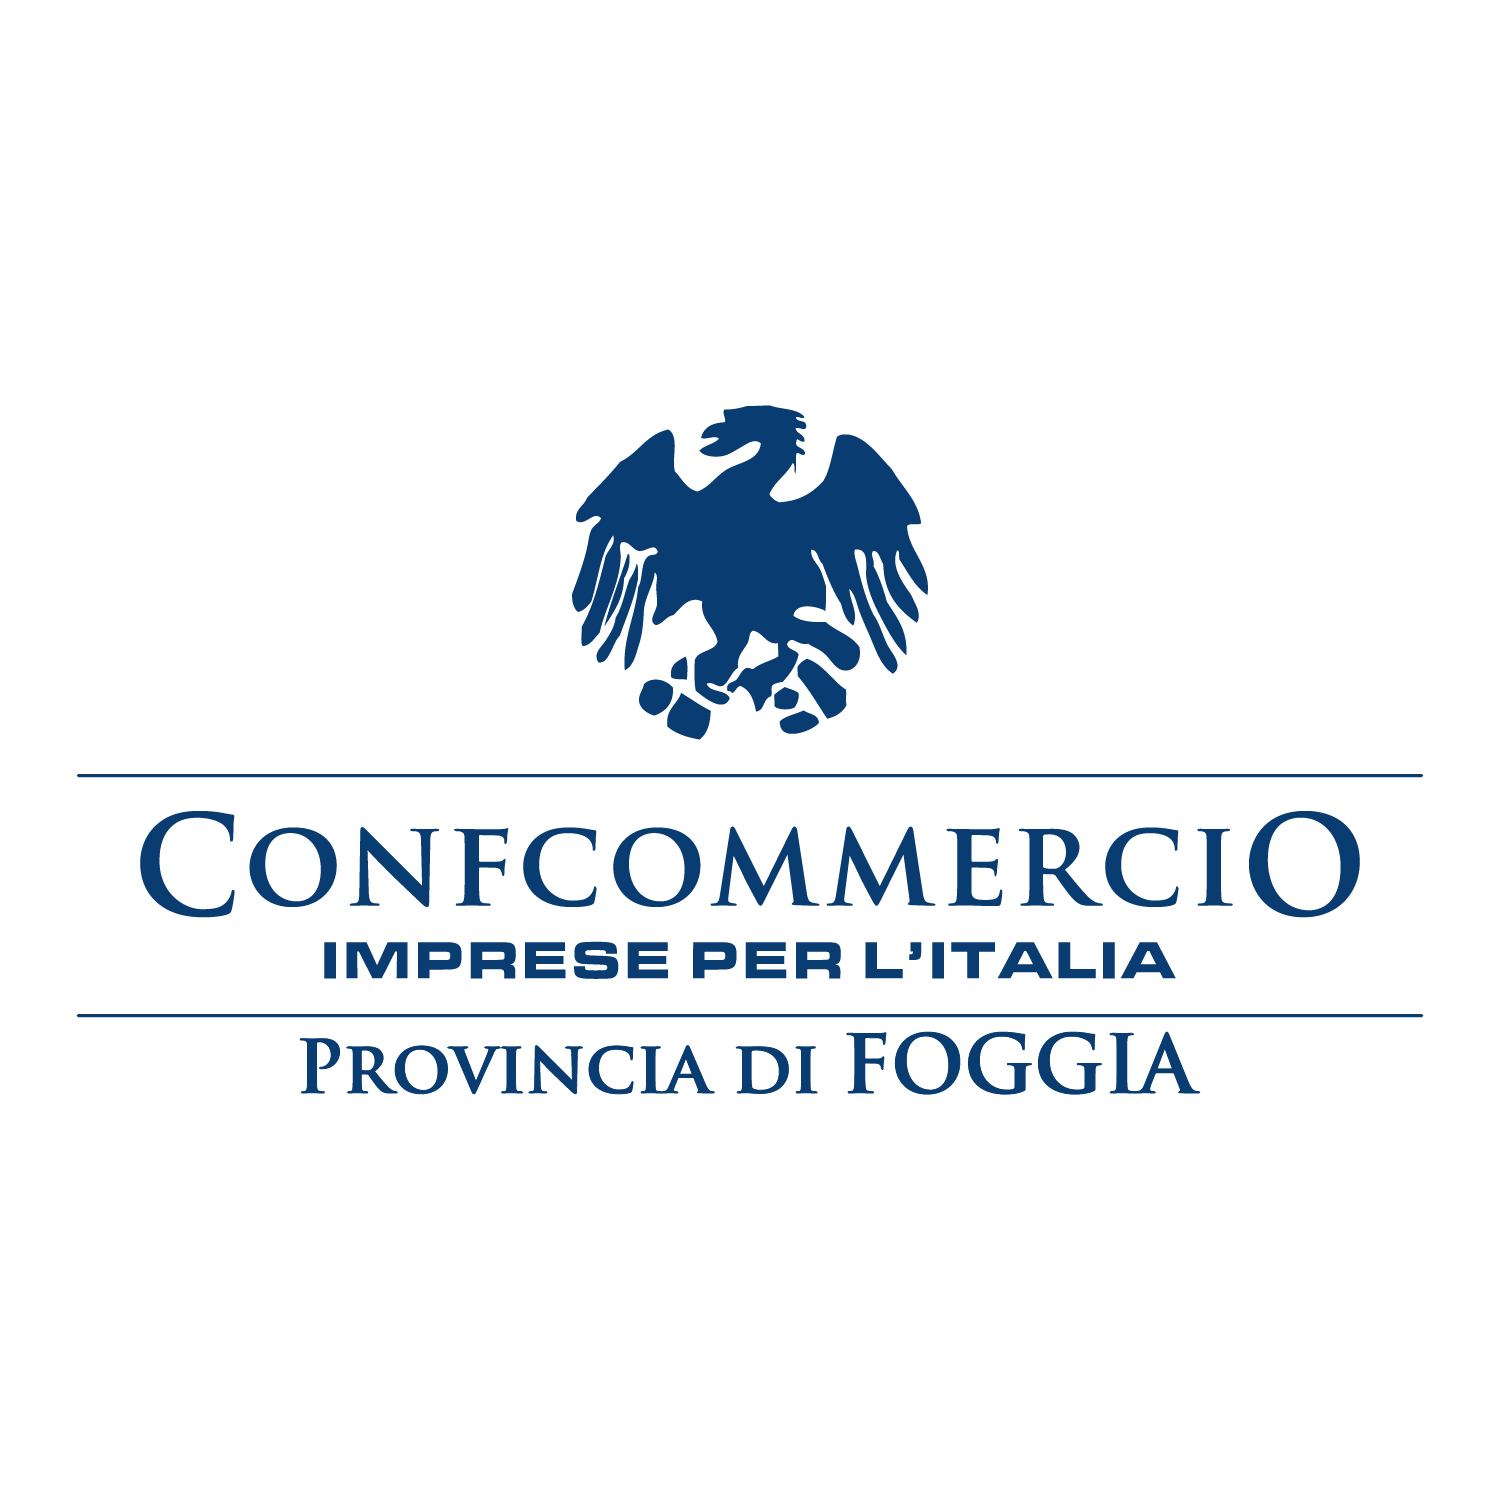 CONFCOMMERCIO
IMPRESE PER L'ITALIA
PROVINCIA DI FOGGIA